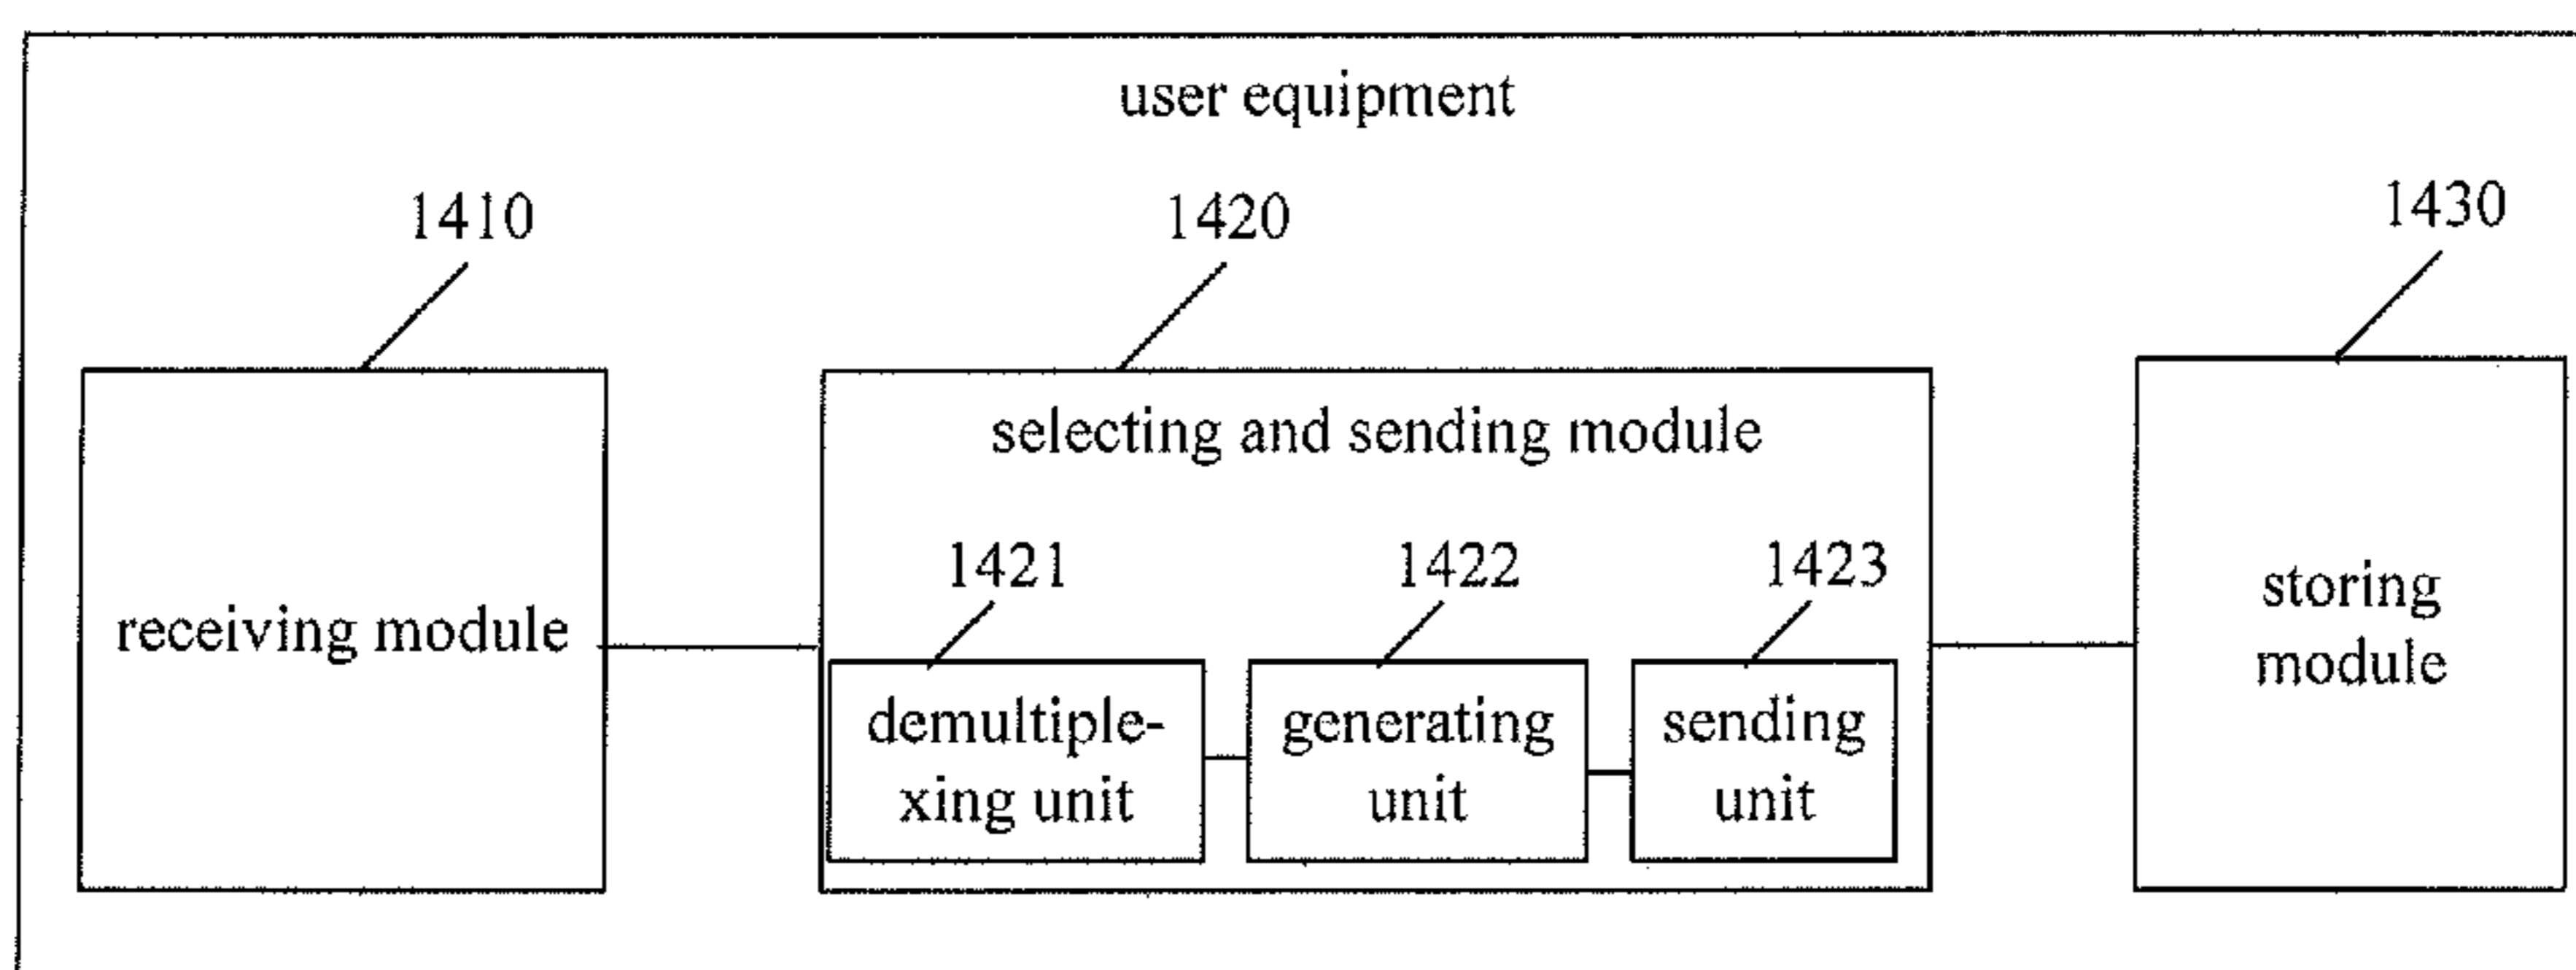 user equipment
1410
1420
1430
selecting and sending module
receiving module
1421
1422
1423
demultiple-
xing unit
generating
unit
sending
unit
storing
module